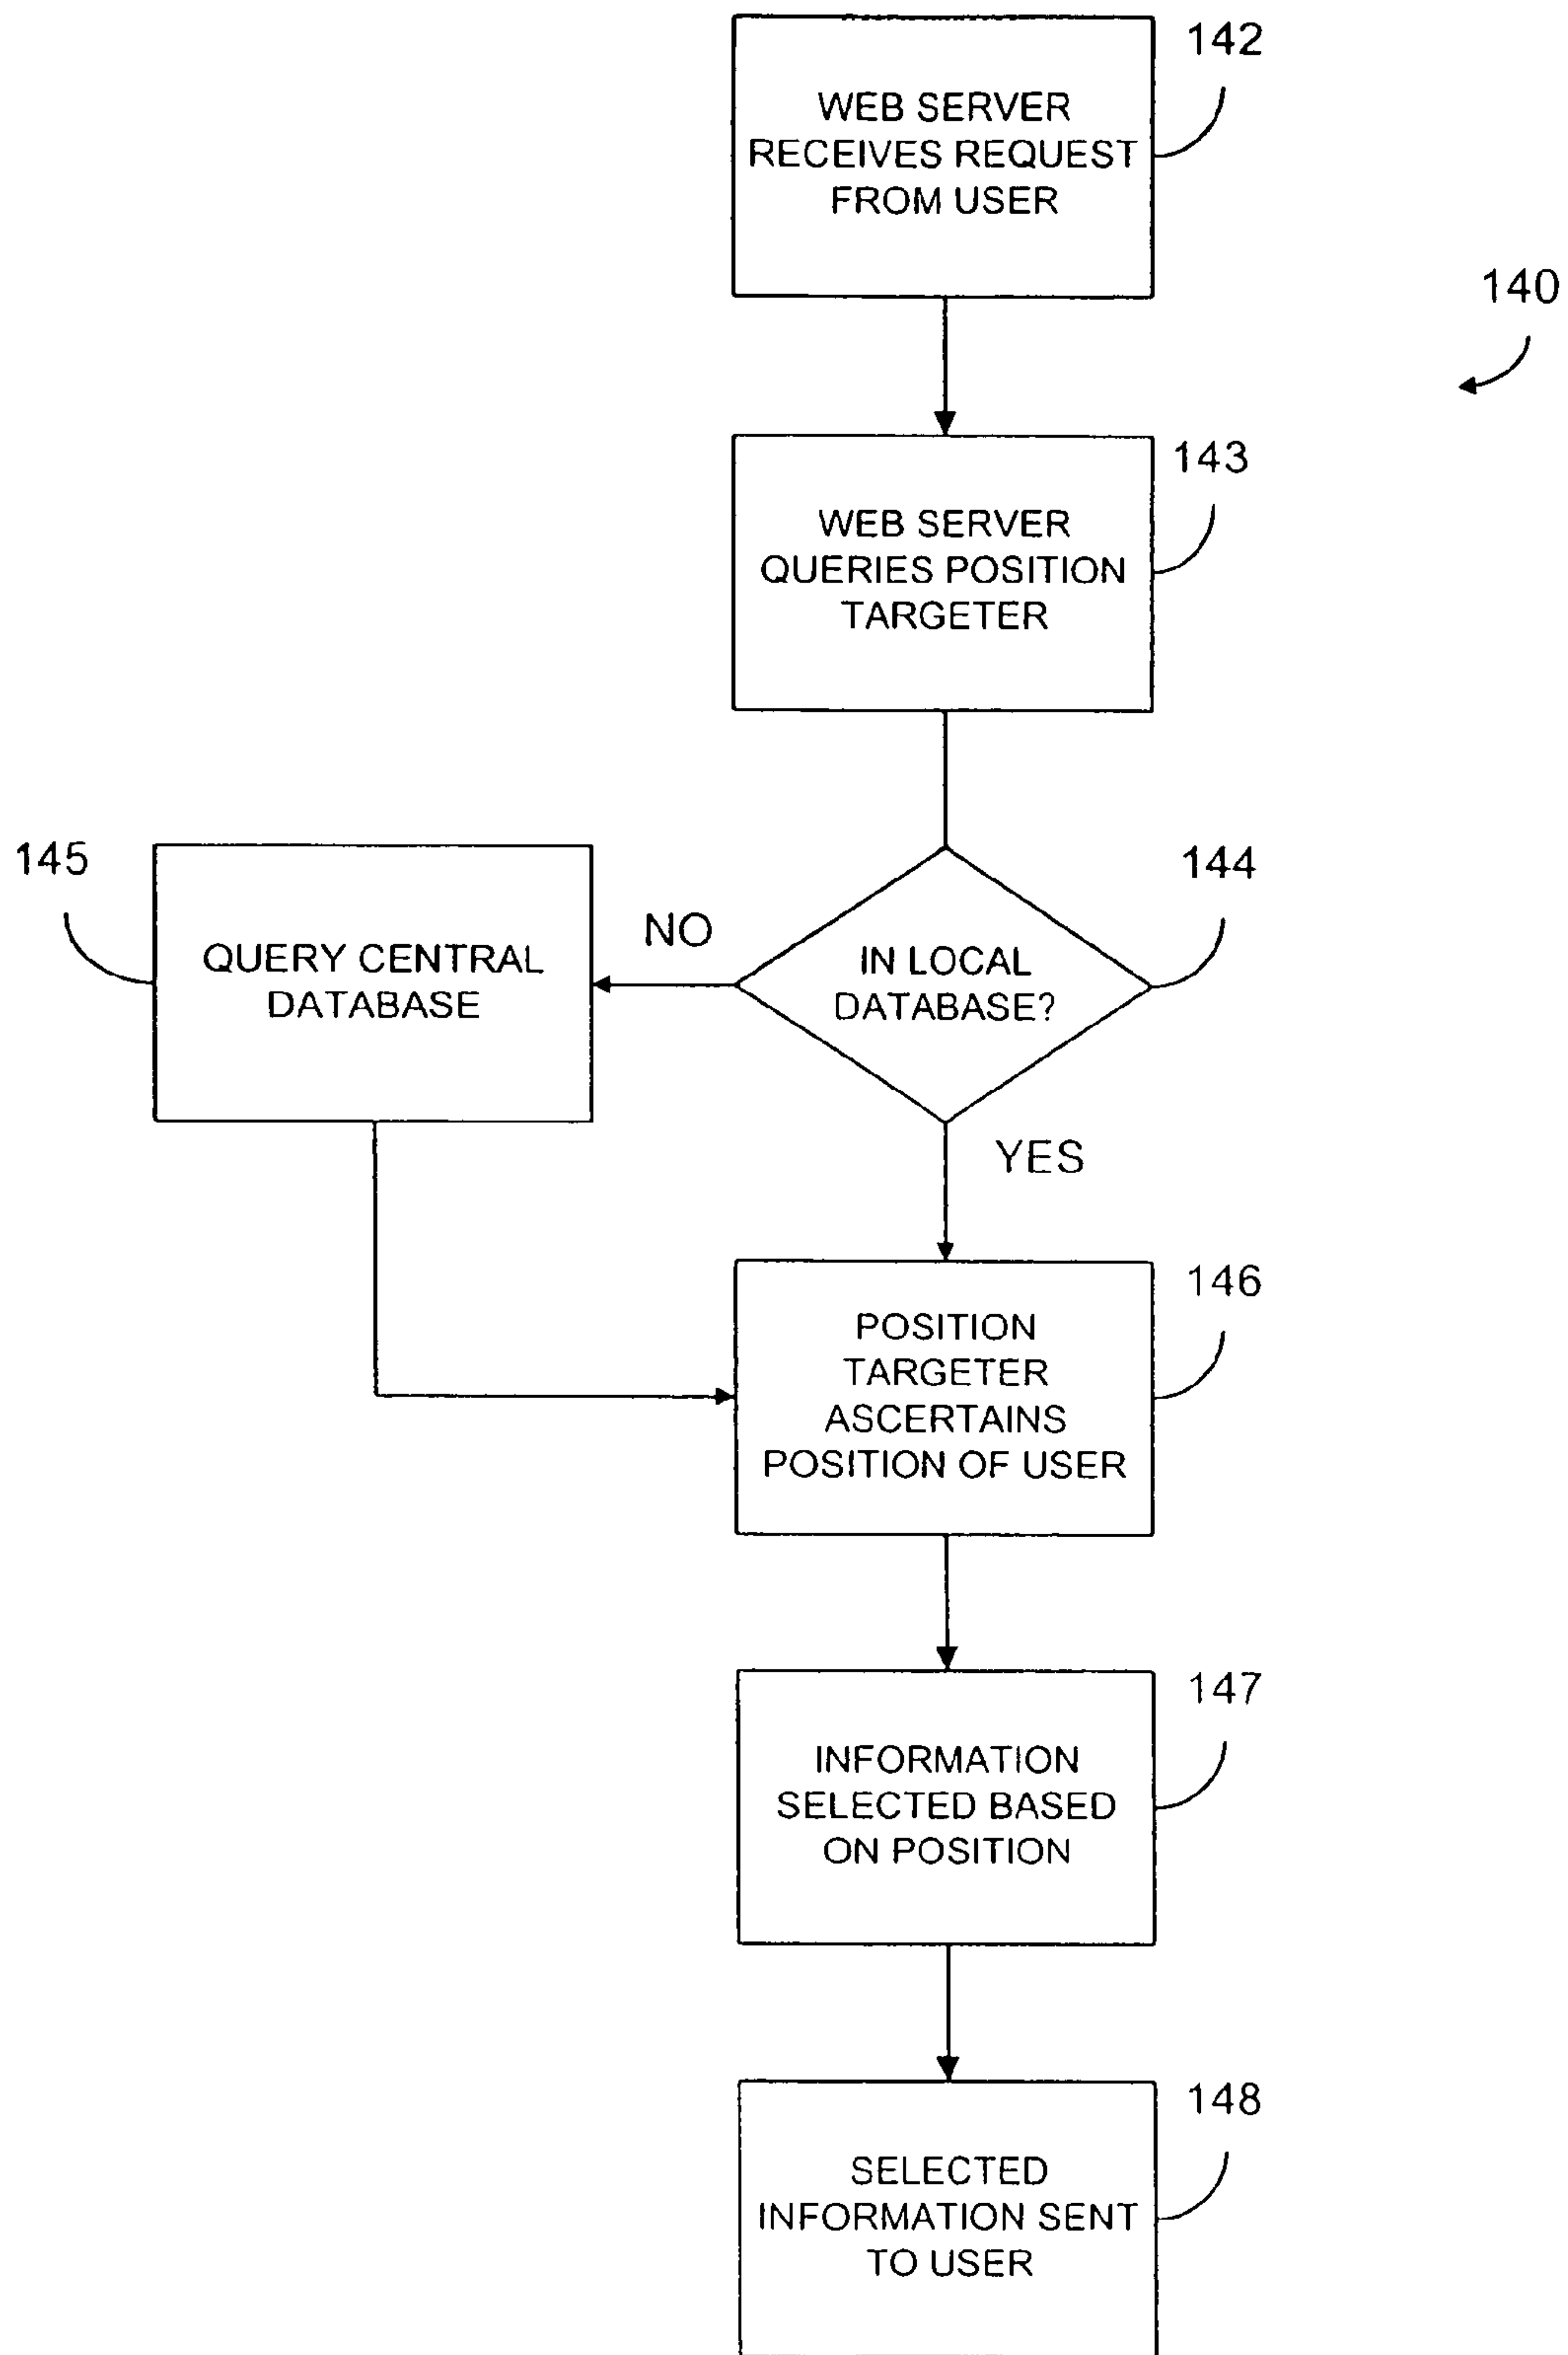 142
WEB SERVER
RECEIVES REQUEST
FROM USER
140
143
WEB SERVER
QUERIES POSITION
TARGETER
145
QUERY CENTRAL
DATABASE
NO
144
IN LOCAL
DATABASE?
YES
146
POSITION
TARGETER
ASCERTAINS
POSITION OF USER
147
INFORMATION
SELECTED BASED
ON POSITION
148
SELECTED
INFORMATION SENT
TO USER